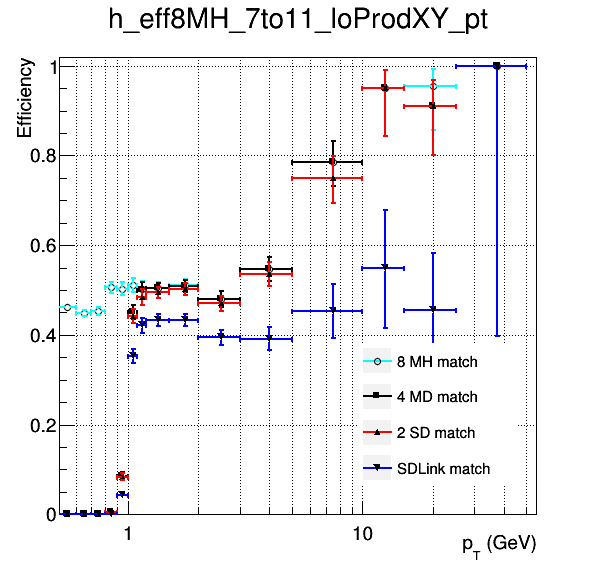 h_eff8MH_7to11_loProdXY_pt
Efficiency
1
0.8
0.6
0.4
0.2
0
8 MH match
4 MD match
2 SD match
SDLink match
1
10
p_T (GeV)